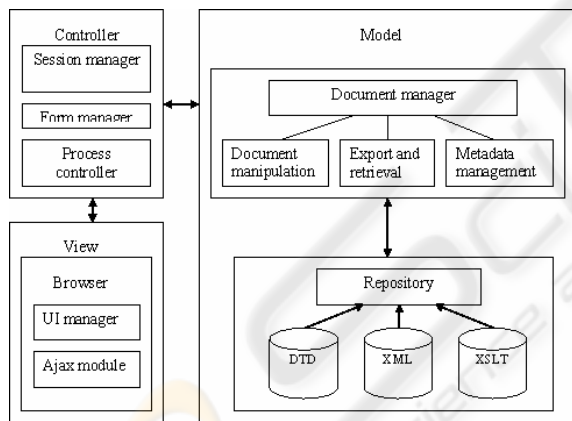 Controller
Session manager
Form manager
Process
controller
View
Browser
UI manager
Ajax module
Model
Document manager
Document
manipulation
Export and
retrieval
Metadata
management
Repository
DTD
XML
XSLT